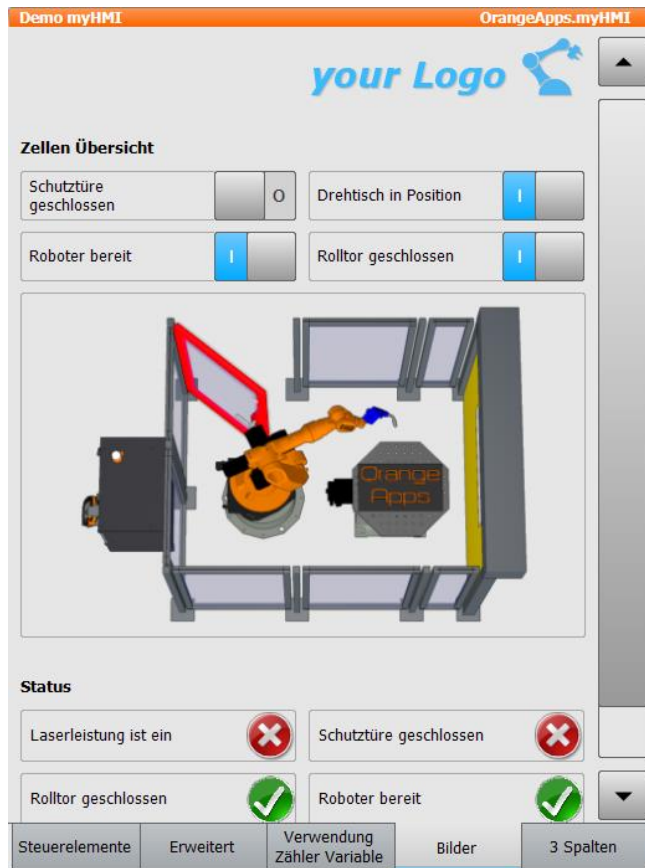 Demo myHMI OrangeApps.myHMI
your Logo
Zellen Übersicht
Schutztüre
geschlossen
O
Drehtisch in Position
I
Roboter bereit
I
Rolltor geschlossen
I
Orange
Apps
Status
Laserleistung ist ein
Schutztüre geschlossen
Rolltor geschlossen
Roboter bereit
Steuerelemente
Erweitert
Verwendung
Zähler Variable
Bilder
3 Spalten